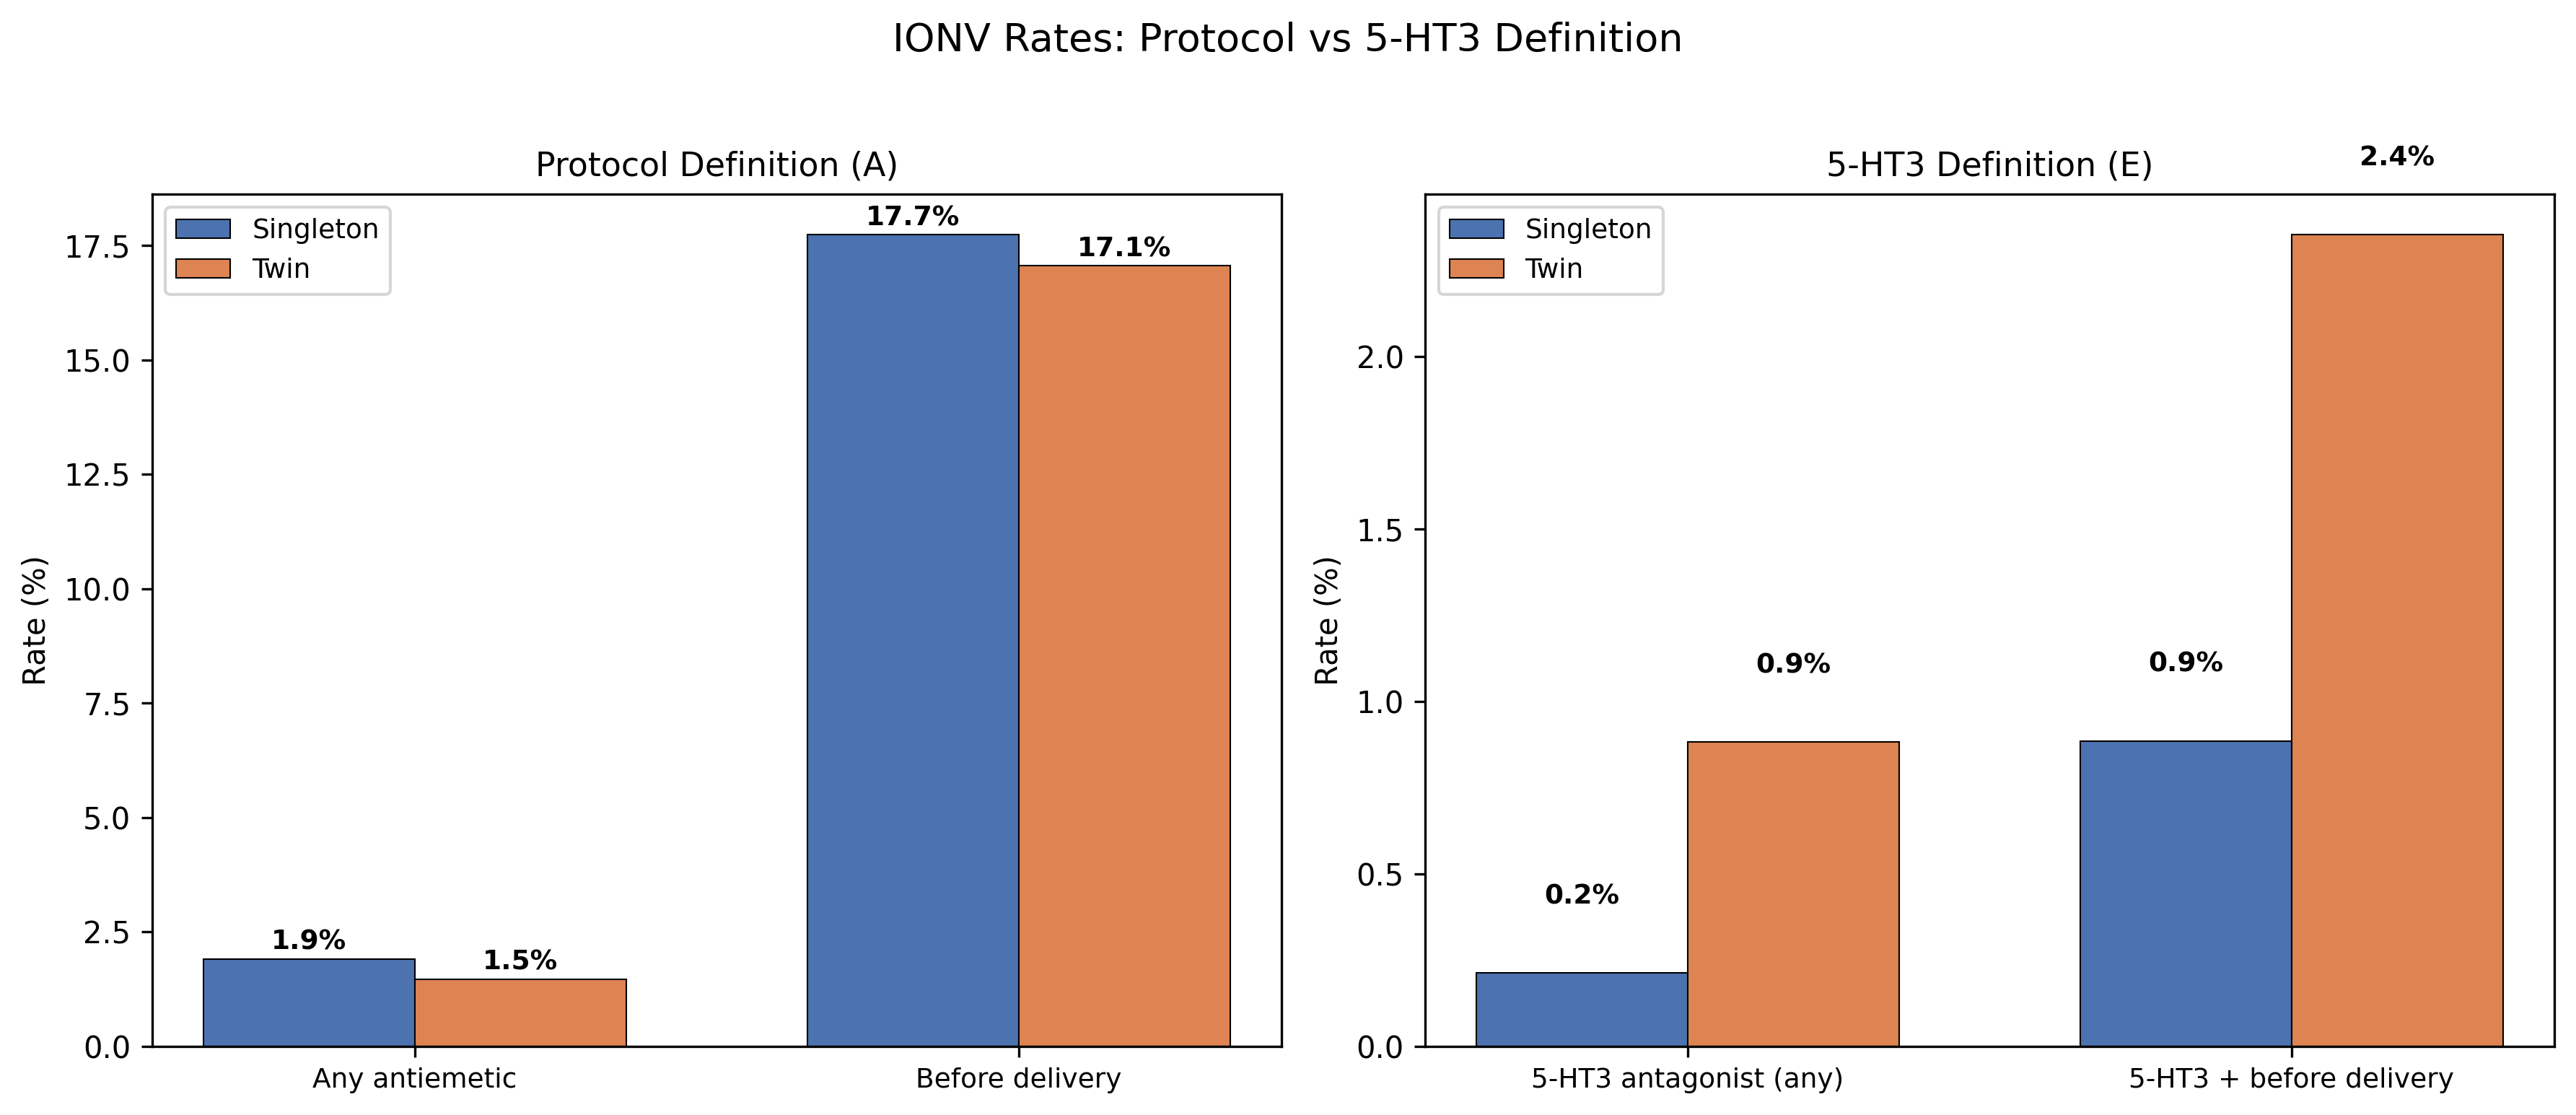 IONV Rates: Protocol vs 5-HT3 Definition
Protocol Definition (A)
Singleton
Twin
Rate (%)
17.5
15.0
12.5
10.0
7.5
5.0
2.5
0.0
1.9%
1.5%
17.7%
17.1%
Any antiemetic
Before delivery
5-HT3 Definition (E)
Singleton
Twin
Rate (%)
2.0
1.5
1.0
0.5
0.0
0.2%
0.9%
0.9%
2.4%
5-HT3 antagonist (any)
5-HT3 + before delivery